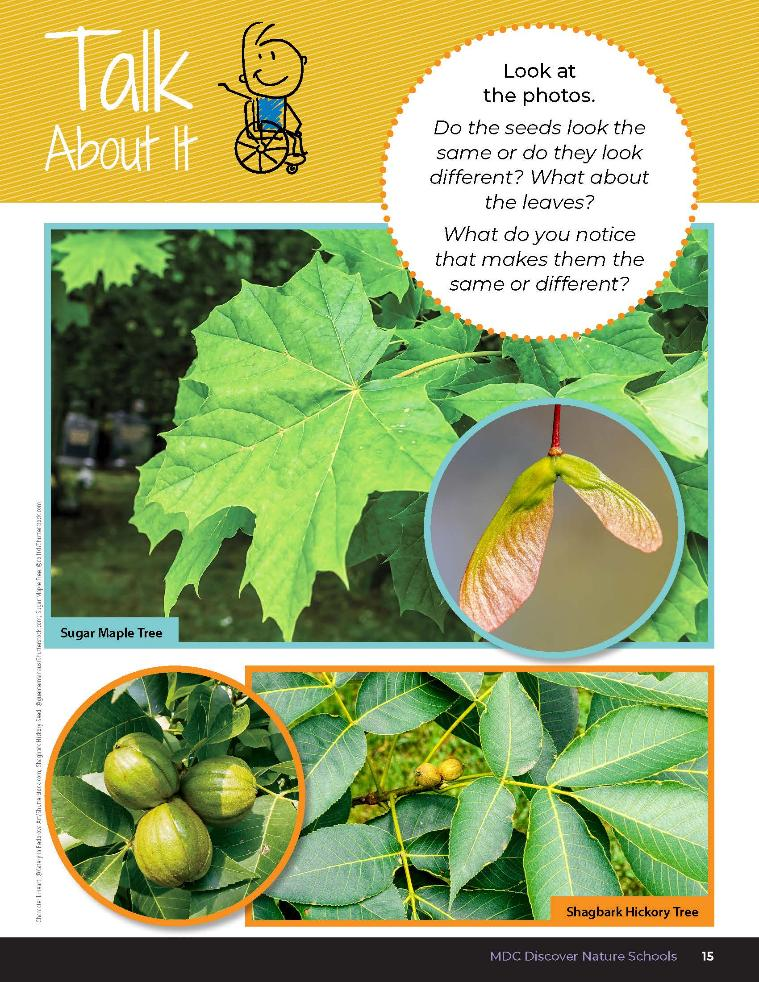 Talk
About It
Look at
the photos.
Do the seeds look the
same or do they look
different? What about
the leaves?
What do you notice
that makes them the
same or different?
Sugar Maple Tree
Shagbark Hickory Tree
MDC Discover Nature Schools 15